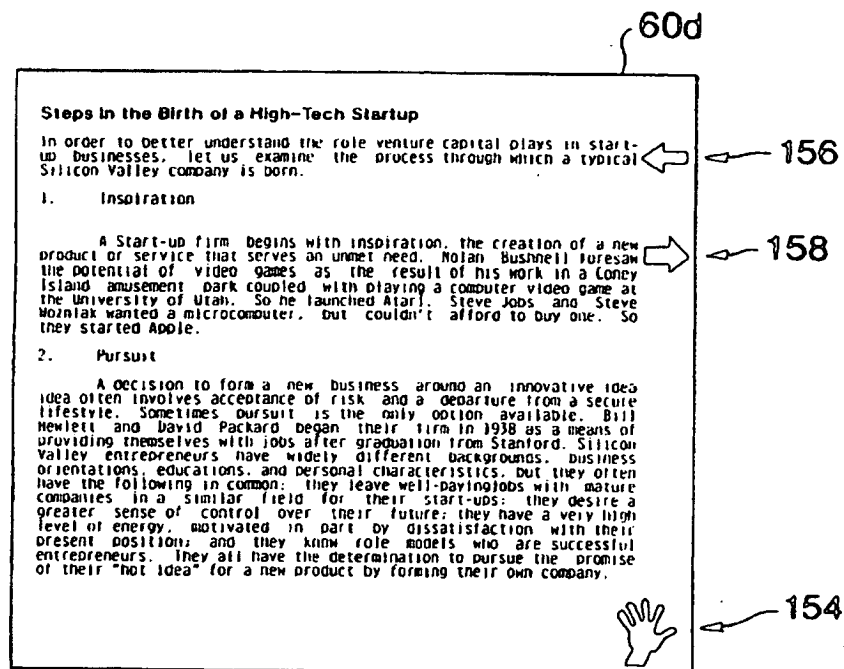 60d
Steps in the Birth of a High-Tech Startup
In order to better understand the role venture capital plays in start-
up businesses, let us examine the process through which a typical
Silicon Valley company is born.
156
1. Inspiration
A Start-up firm begins with inspiration, the creation of a new
product or service that serves an unmet need. Nolan Bushnell foresaw
158
the potential of video games as the result of his work in a Coney
Island amusement park coupled with playing a computer video game at
the University of Utah. So he launched Atari. Steve Jobs and Steve
Wozniak wanted a microcomputer, but couldn't afford to buy one. So
they started Apple.
2. Pursuit
A decision to form a new business around an innovative idea
idea often involves acceptance of risk and a departure from a secure
lifestyle. Sometimes pursuit is the only option available. Bill
Hewlett and David Packard began their firm in 1938 as a means of
providing themselves with jobs after graduation from Stanford. Silicon
Valley entrepreneurs have widely different backgrounds, business
orientations, educations, and personal characteristics, but they often
have the following in common: they leave well-payingjobs with mature
companies in a similar field for their start-ups; they desire a
greater sense of control over their future; they have a very high
level of energy, motivated in part by dissatisfaction with their
present position; and they know role models who are successful
entrepreneurs. They all have the determination to pursue the promise
of their "hot idea" for a new product by forming their own company.
154